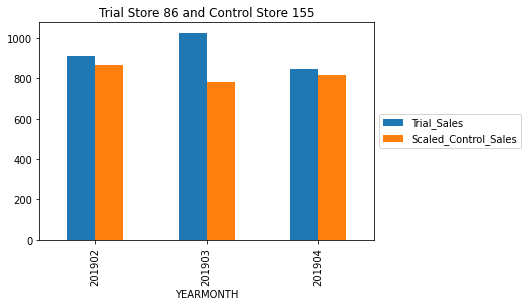 Trial Store 86 and Control Store 155
1000
800
600
400
200
0
Trial_Sales
Scaled_Control_Sales
201902
201903
201904
YEARMONTH